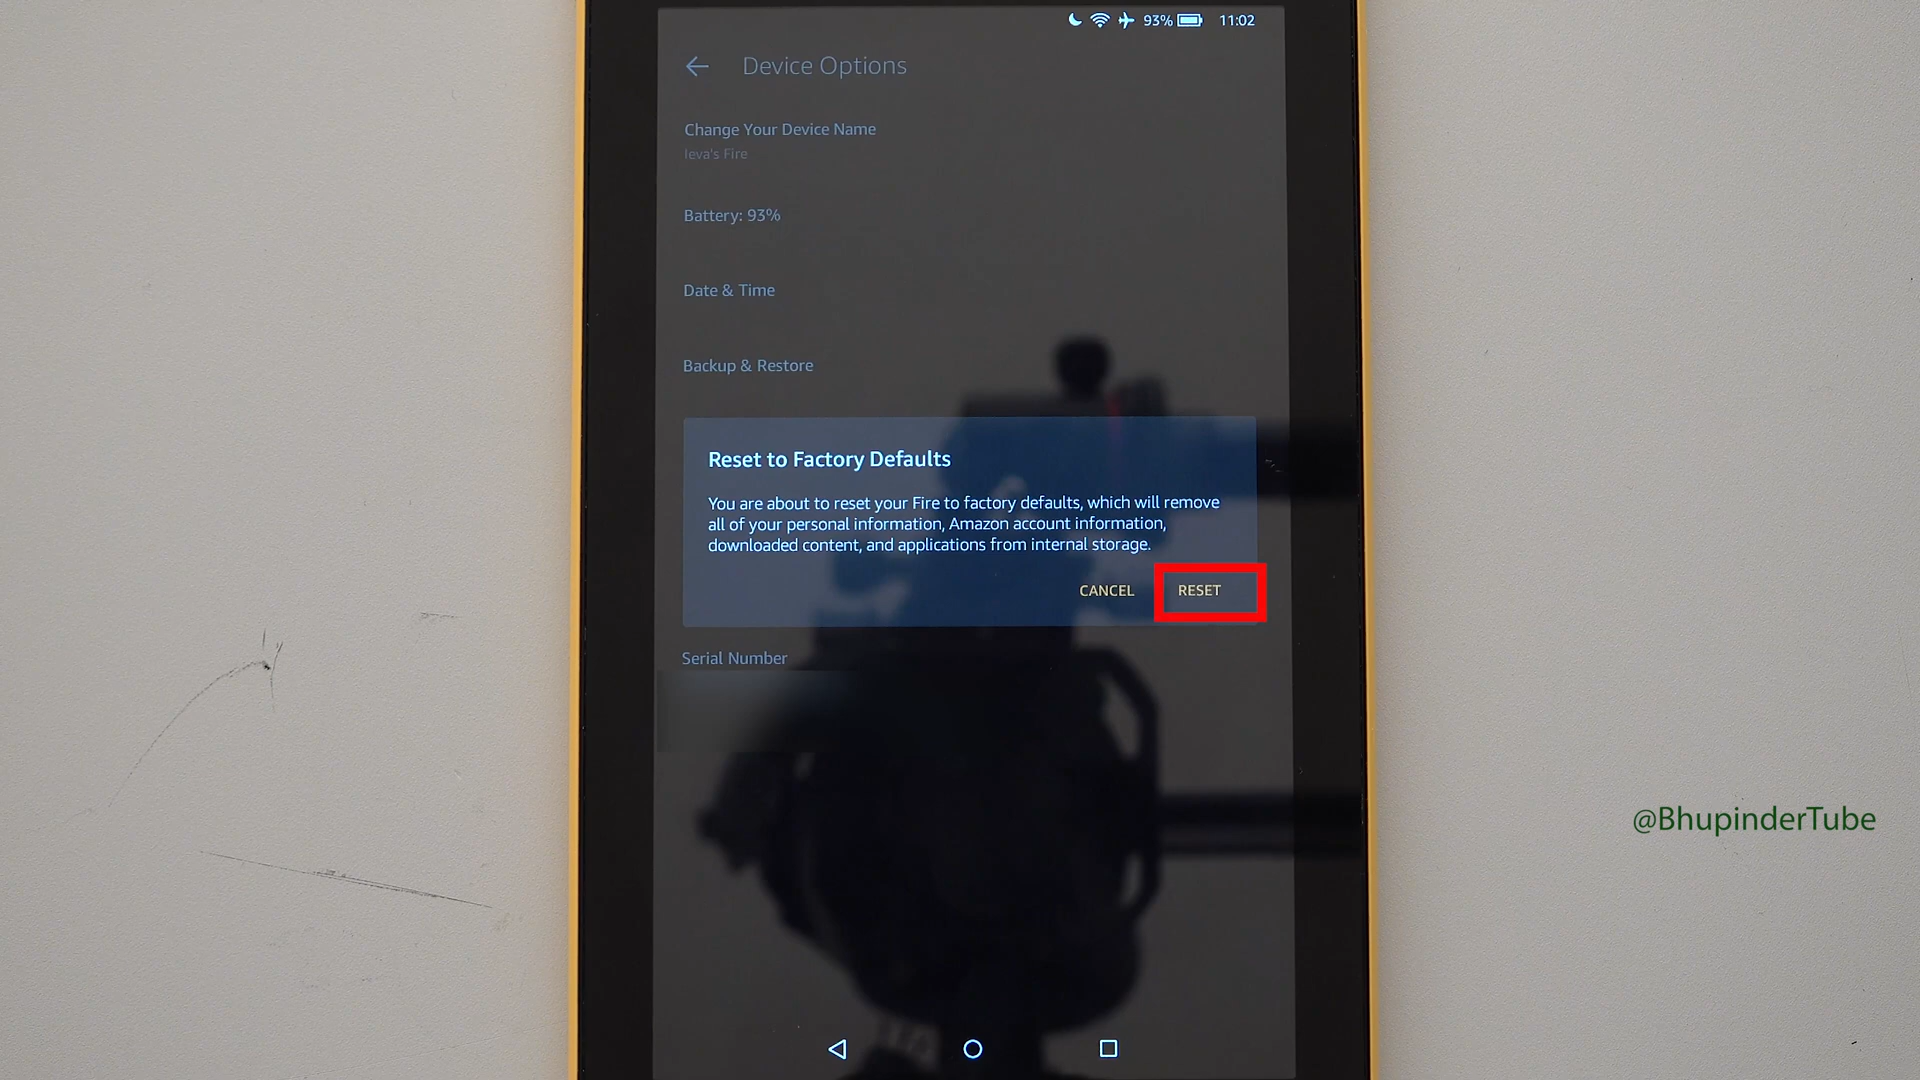 93% 11:02
Device Options
Change Your Device Name
Ieva's Fire
Battery: 93%
Date & Time
Backup & Restore
Reset to Factory Defaults
You are about to reset your Fire to factory defaults, which will remove
all of your personal information, Amazon account information,
downloaded content, and applications from internal storage.
CANCEL RESET
Serial Number
@BhupinderTube